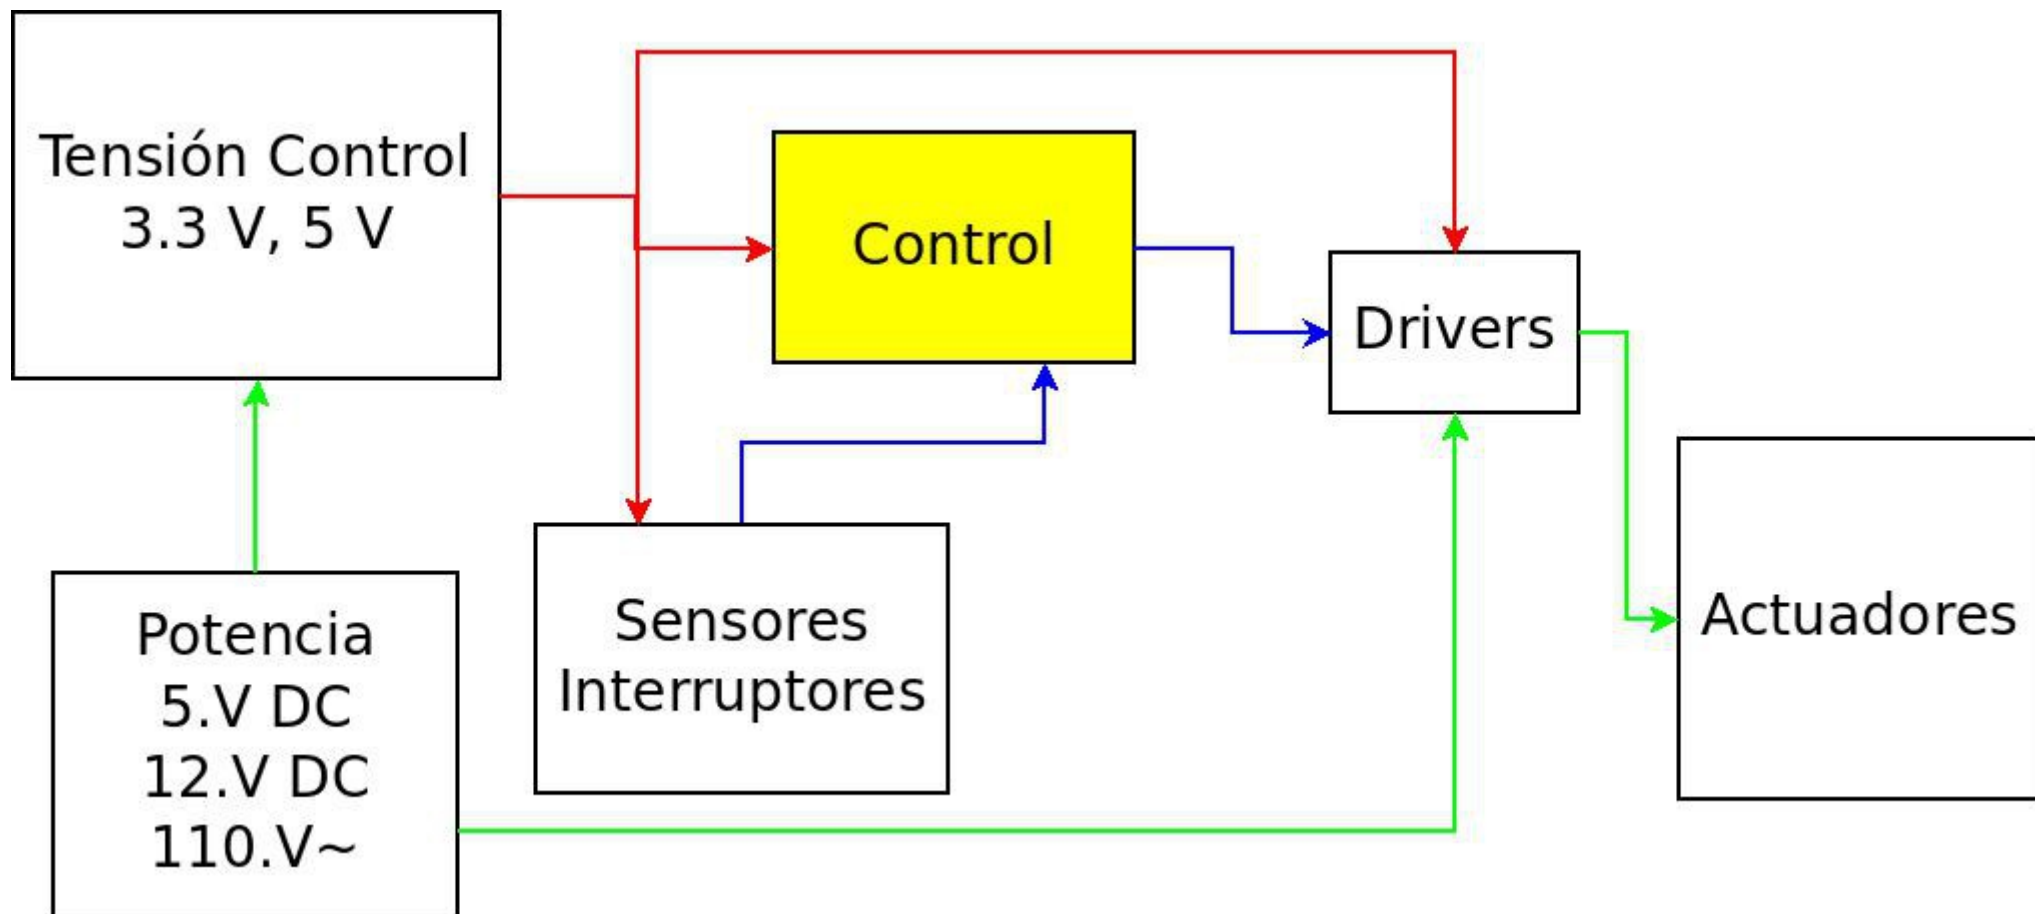 Tensión Control
3.3 V, 5 V
Control
Drivers
Sensores
Interruptores
Actuadores
Potencia
5.V DC
12.V DC
110.V~